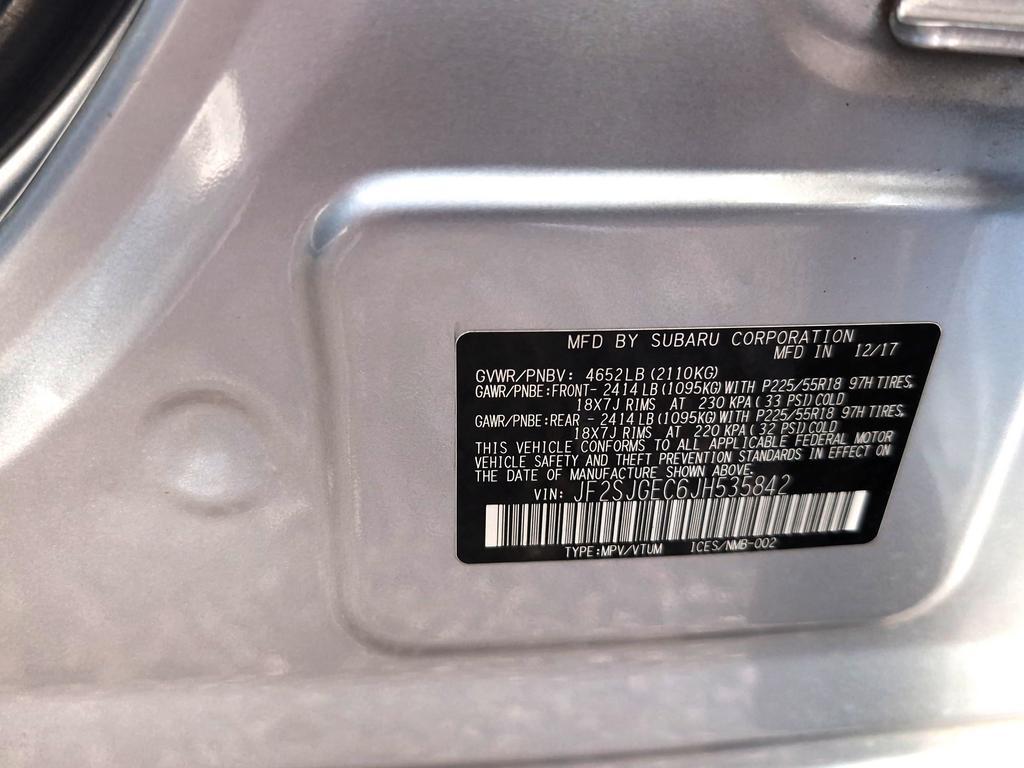 MFD BY SUBARU CORPORATION
MFD IN 12/17
GVWR/PNBV: 4652LB (2110KG)
GAWR/PNBE:FRONT- 2414LB (1095KG) WITH P225/55R18 97H TIRES,
18X7J RIMS AT 230 KPA (33 PSI) COLD
GAWR/PNBE:REAR - 2414LB (1095KG) WITH P225/55R18 97H TIRES,
18X7J RIMS AT 220 KPA (32 PSI) COLD
THIS VEHICLE CONFORMS TO ALL APPLICABLE FEDERAL MOTOR
VEHICLE SAFETY AND THEFT PREVENTION STANDARDS IN EFFECT ON
THE DATE OF MANUFACTURE SHOWN ABOVE.
VIN: JF2SJGEC6JH535842
TYPE:MPV/VTUM ICES/NMB-002